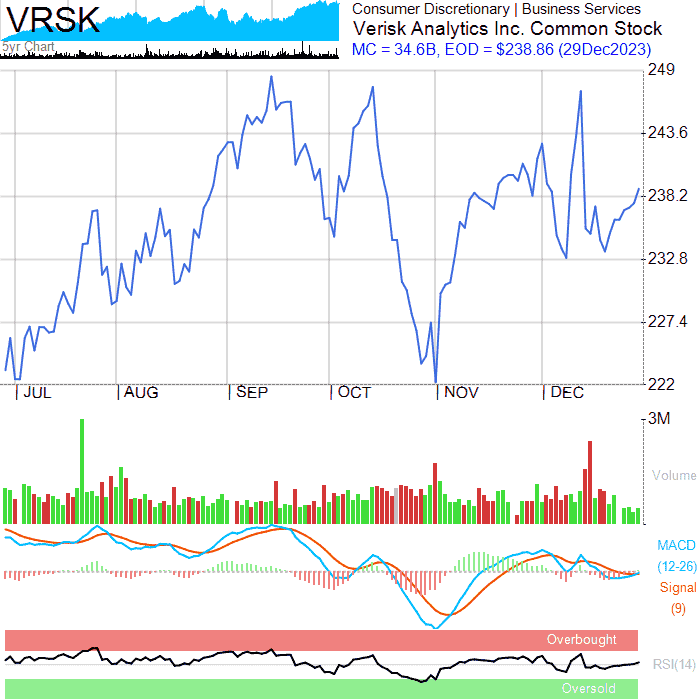 VRSK
5yr Chart
Consumer Discretionary | Business Services
Verisk Analytics Inc. Common Stock
MC = 34.6B, EOD = $238.86 (29Dec2023)
249
243.6
238.2
232.8
227.4
222
JUL AUG SEP OCT NOV DEC
3M
Volume
MACD
(12-26)
Signal
(9)
Overbought
RSI(14)
Oversold